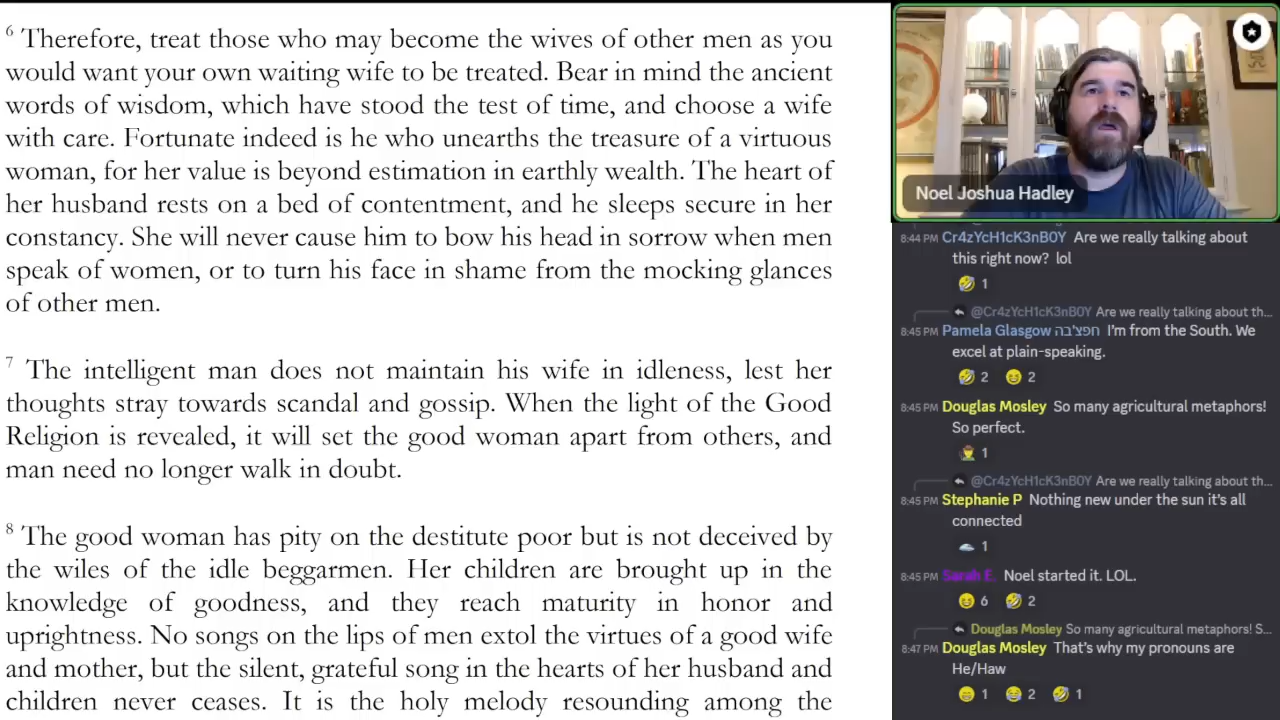 6 Therefore, treat those who may become the wives of other men as you
would want your own waiting wife to be treated. Bear in mind the ancient
words of wisdom, which have stood the test of time, and choose a wife
with care. Fortunate indeed is he who unearths the treasure of a virtuous
woman, for her value is beyond estimation in earthly wealth. The heart of
her husband rests on a bed of contentment, and he sleeps secure in her
constancy. She will never cause him to bow his head in sorrow when men
speak of women, or to turn his face in shame from the mocking glances
of other men.
7 The intelligent man does not maintain his wife in idleness, lest her
thoughts stray towards scandal and gossip. When the light of the Good
Religion is revealed, it will set the good woman apart from others, and
man need no longer walk in doubt.
8 The good woman has pity on the destitute poor but is not deceived by
the wiles of the idle beggarmen. Her children are brought up in the
knowledge of goodness, and they reach maturity in honor and
uprightness. No songs on the lips of men extol the virtues of a good wife
and mother, but the silent, grateful song in the hearts of her husband and
children never ceases. It is the holy melody resounding among the
Noel Joshua Hadley
8:44 PM Cr4zYcH1cK3nB0Y Are we really talking about
this right now? lol
1
@Cr4zYcH1cK3nB0Y Are we really talking about th...
8:45 PM Pamela Glasgow חפצ'בה I'm from the South. We
excel at plain-speaking.
2 2
8:45 PM Douglas Mosley So many agricultural metaphors!
So perfect.
1
@Cr4zYcH1cK3nB0Y Are we really talking about th...
8:45 PM Stephanie P Nothing new under the sun it's all
connected
1
8:45 PM Sarah E. Noel started it. LOL.
6 2
Douglas Mosley So many agricultural metaphors! S...
8:47 PM Douglas Mosley That's why my pronouns are
He/Haw
1 2 1